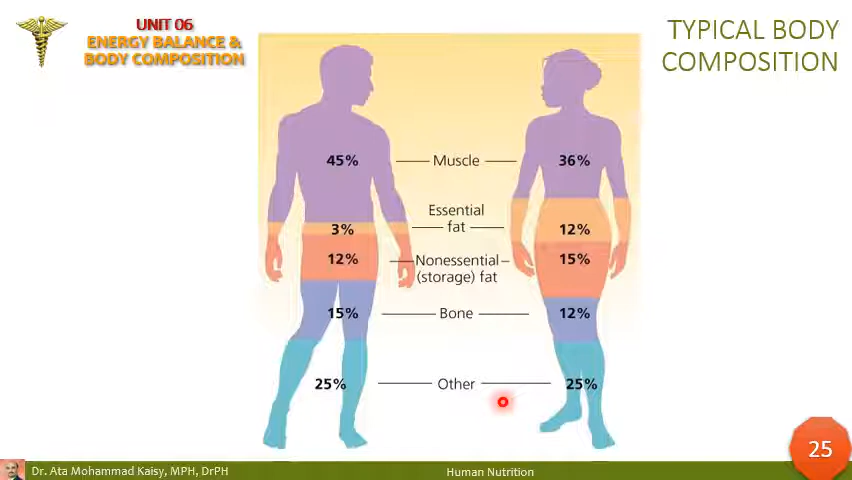 UNIT 06
ENERGY BALANCE &
BODY COMPOSITION
TYPICAL BODY
COMPOSITION
45% Muscle 36%
Essential
fat
3% 12%
12% Nonessential 15%
(storage) fat
15% Bone 12%
25% Other 25%
25
Dr. Ata Mohammad Kaisy, MPH, DrPH
Human Nutrition